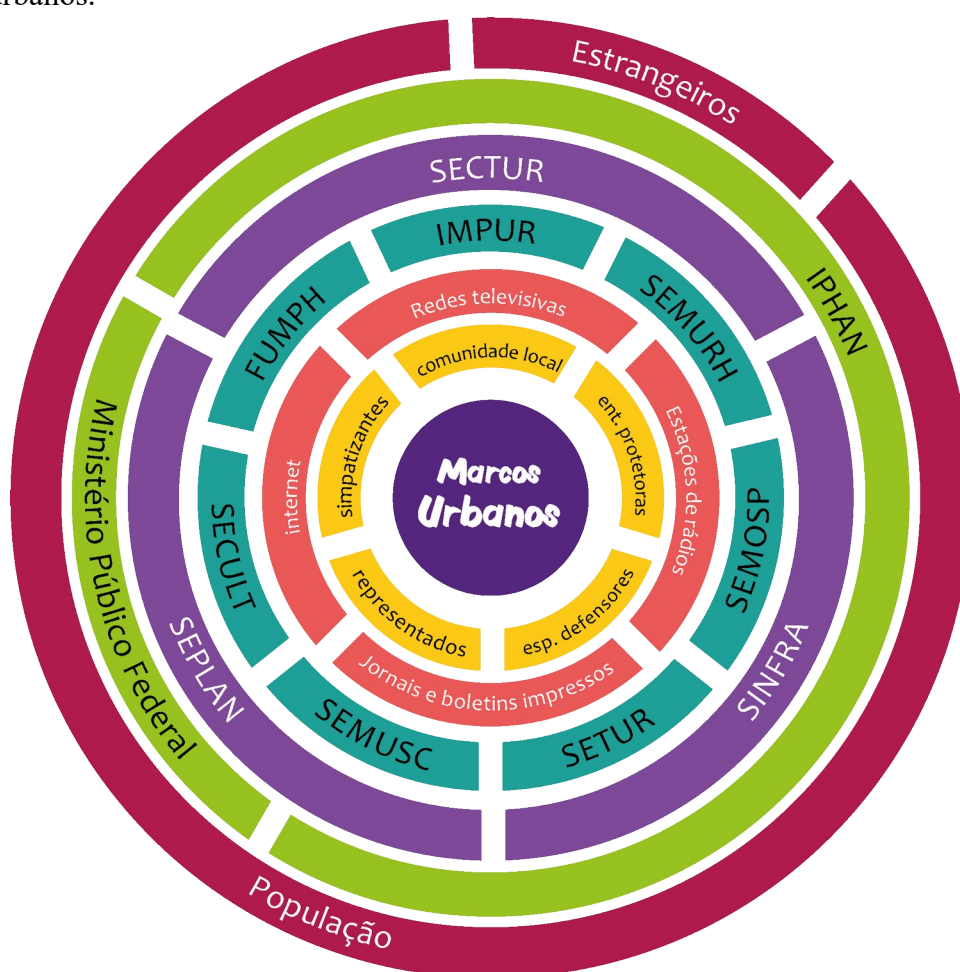 urbanos.
Estrangeiros
IPHAN
SECTUR
IMPUR
SEMURH
FUMPH
Redes televisivas
comunidade local
ent. protetoras
Estações de rádios
simpatizantes
internet
Marcos
Urbanos
SECULT
SEMOSP
Ministério Público Federal
representados
esp. defensores
Jornais e boletins impressos
SEPLAN
SINFRA
SEMUSC
SETUR
População